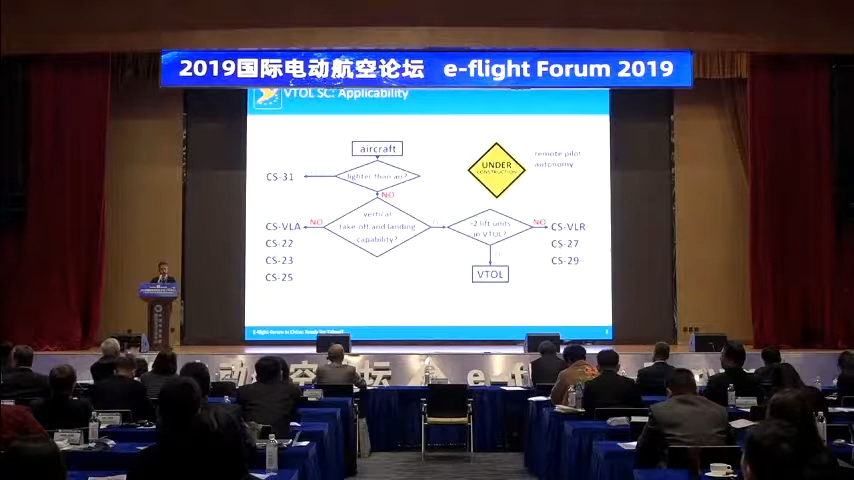 2019国际电动航空论坛 e-flight Forum 2019
VTOL SC: Applicability
aircraft
lighter than air?
CS-31
NO
UNDER
CONSTRUCTION
remote pilot
autonomy
vertical
take off and landing
capability?
NO
CS-VLA
CS-22
CS-23
CS-25
>2 lift units
in VTOL?
NO
CS-VLR
CS-27
CS-29
VTOL